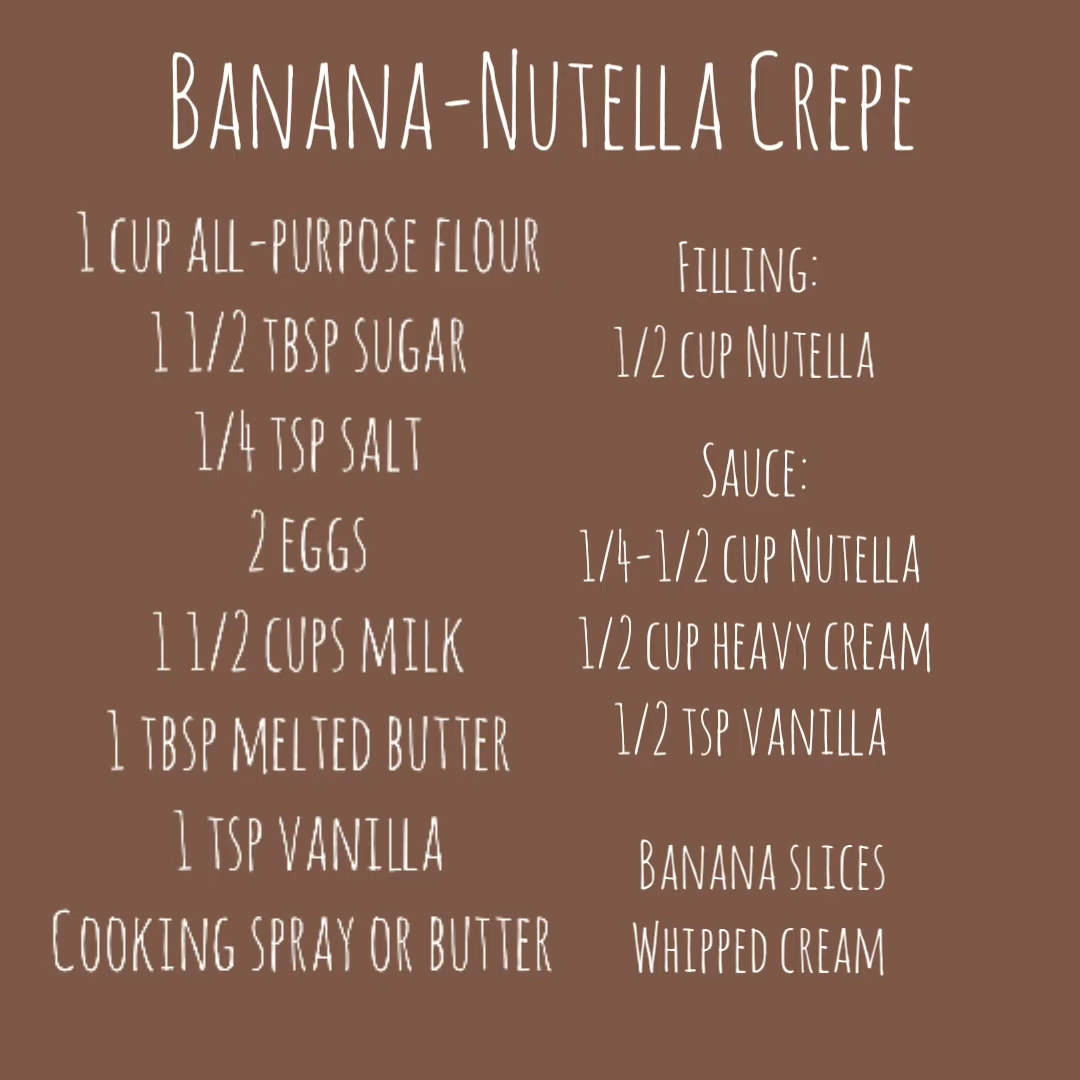 Banana-Nutella Crepe
1 cup all-purpose flour
1 1/2 tbsp sugar
1/4 tsp salt
2 eggs
1 1/2 cups milk
1 tbsp melted butter
1 tsp vanilla
Cooking spray or butter
Filling:
1/2 cup Nutella
Sauce:
1/4-1/2 cup Nutella
1/2 cup heavy cream
1/2 tsp vanilla
Banana slices
Whipped cream